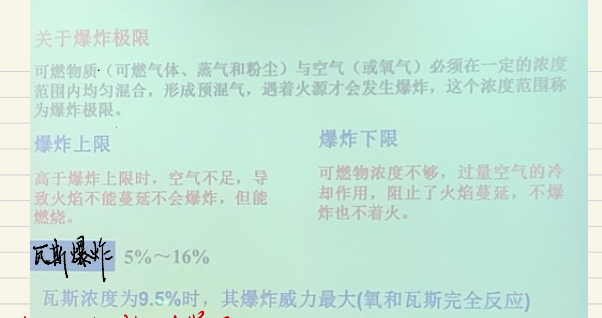 关于爆炸极限
可燃物质(可燃气体、蒸气和粉尘)与空气(或氧气)必须在一定的浓度
范围内均匀混合，形成预混气，遇着火源才会发生爆炸，这个浓度范围称
为爆炸极限。
爆炸上限
高于爆炸上限时，空气不足，导
致火焰不能蔓延不会爆炸，但能
燃烧。
爆炸下限
可燃物浓度不够，过量空气的冷
却作用，阻止了火焰蔓延，不爆
炸也不着火。
瓦斯爆炸 5%～16%
瓦斯浓度为9.5%时，其爆炸威力最大(氧和瓦斯完全反应)